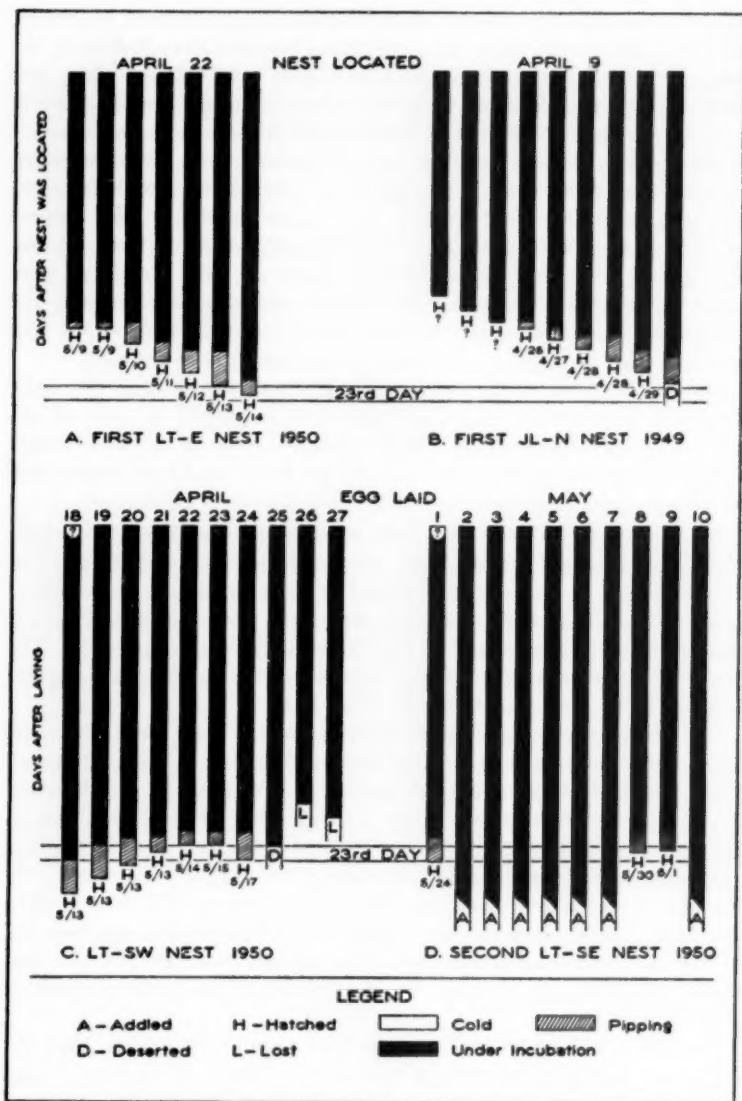 APRIL 22 NEST LOCATED APRIL 9
DAYS AFTER NEST WAS LOCATED
H H H H H H H
5/9 5/9 5/10 5/11 5/12 5/13 5/14
H H H H H H H H D
? ? ? 4/26 4/27 4/28 4/28 4/29
23rd DAY
A. FIRST LT-E NEST 1950
B. FIRST JL-N NEST 1949
APRIL EGG LAID MAY
18 19 20 21 22 23 24 25 26 27
1 2 3 4 5 6 7 8 9 10
? ?
DAYS AFTER LAYING
L L
23rd DAY
H H H H H H H D
5/13 5/13 5/13 5/13 5/14 5/15 5/17
H A A A A A A H H A
5/24 5/30 5/1
C. LT-SW NEST 1950
D. SECOND LT-SE NEST 1950
LEGEND
A-Addled H-Hatched Cold Pipping
D-Deserted L-Lost Under Incubation